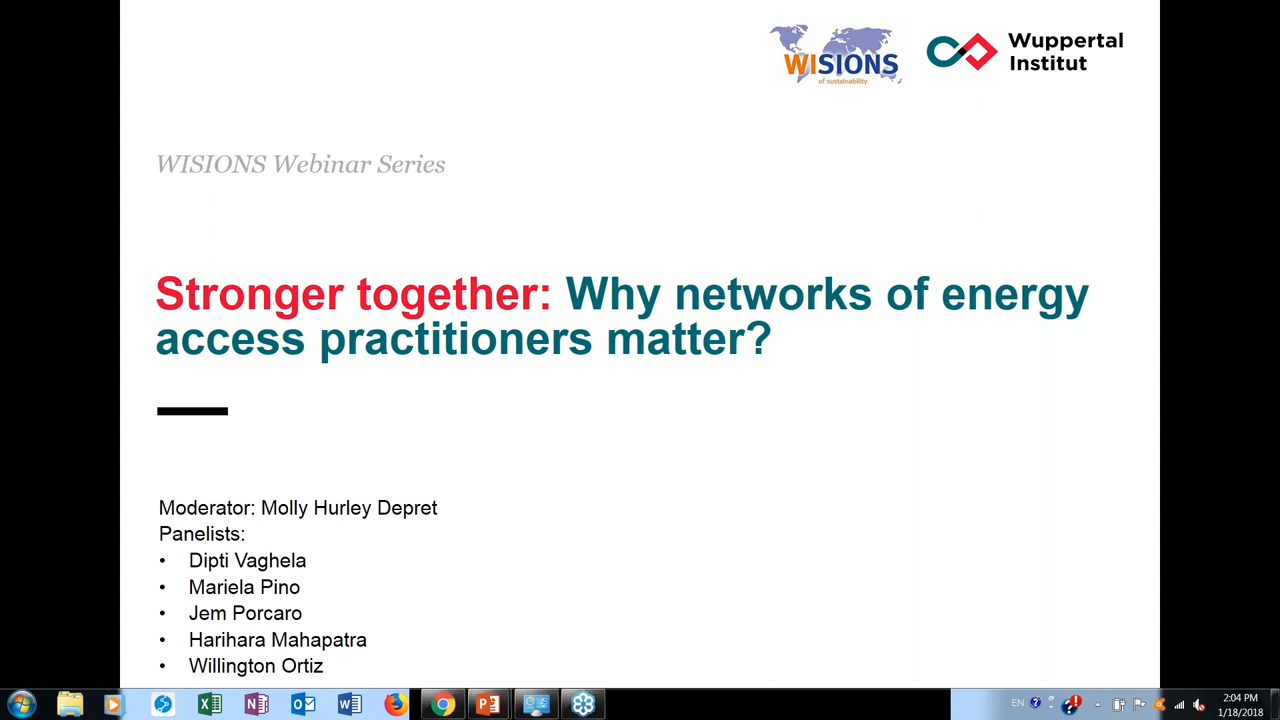 WISIONS
of sustainability
Wuppertal
Institut
WISIONS Webinar Series
Stronger together: Why networks of energy
access practitioners matter?
Moderator: Molly Hurley Depret
Panelists:
• Dipti Vaghela
• Mariela Pino
• Jem Porcaro
• Harihara Mahapatra
• Willington Ortiz
EN
2:04 PM
1/18/2018